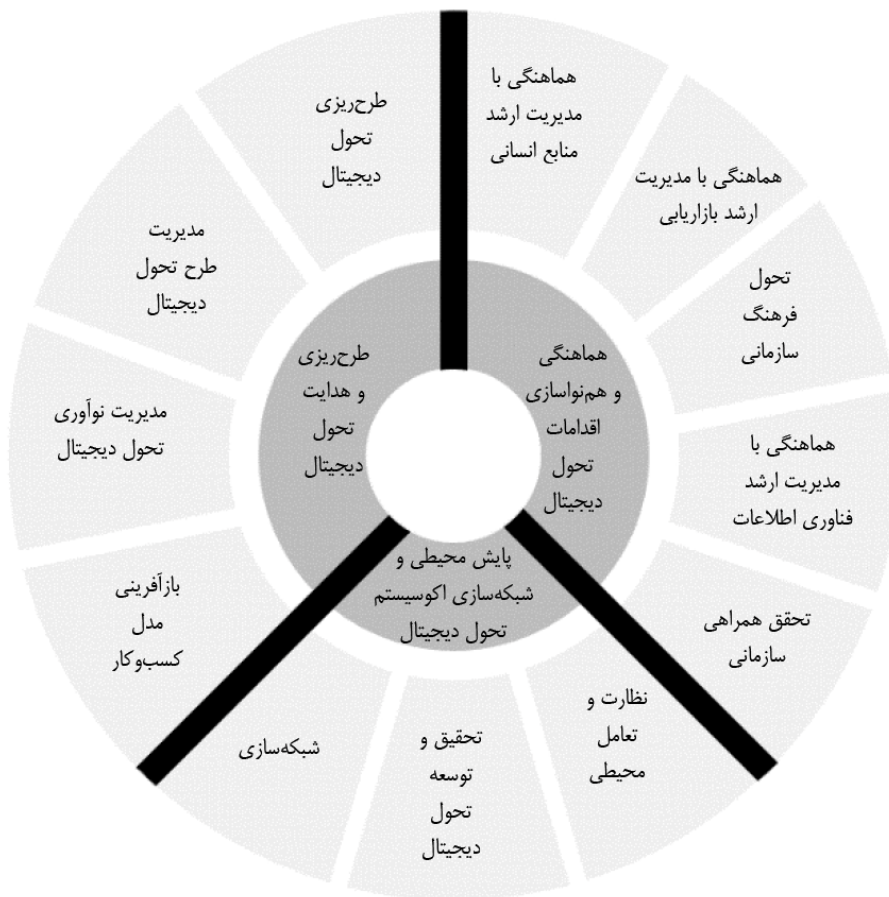 هماهنگی با
مدیریت ارشد
منابع انسانی
هماهنگی با مدیریت
ارشد بازاریابی
تحول
فرهنگ
سازمانی
هماهنگی با
مدیریت ارشد
فناوری اطلاعات
تحقق همراهی
سازمانی
نظارت و
تعامل
محیطی
تحقیق و
توسعه
تحول
دیجیتال
شبکه‌سازی
بازآفرینی
مدل
کسب‌وکار
مدیریت نوآوری
تحول دیجیتال
مدیریت
طرح تحول
دیجیتال
طرح‌ریزی
تحول
دیجیتال
هماهنگی
و هم‌نواسازی
اقدامات
تحول
دیجیتال
پایش محیطی و
شبکه‌سازی اکوسیستم
تحول دیجیتال
طرح‌ریزی
و هدایت
تحول
دیجیتال